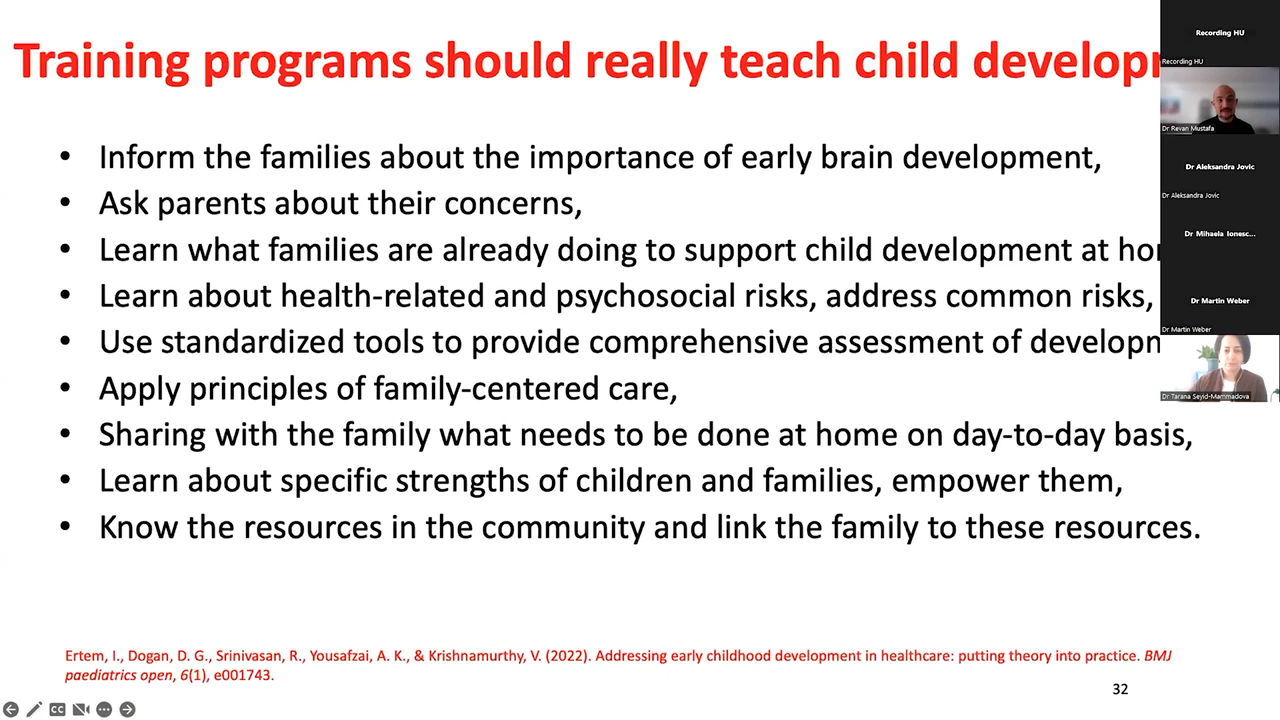 Training programs should really teach child develop
• Inform the families about the importance of early brain development,
• Ask parents about their concerns,
• Learn what families are already doing to support child development at
• Learn about health-related and psychosocial risks, address common risks,
• Use standardized tools to provide comprehensive assessment of
• Apply principles of family-centered care,
• Sharing with the family what needs to be done at home on day-to-day basis,
• Learn about specific strengths of children and families, empower them,
• Know the resources in the community and link the family to these resources.
Ertem, I., Dogan, D. G., Srinivasan, R., Yousafzai, A. K., & Krishnamurthy, V. (2022). Addressing early childhood development in healthcare: putting theory into practice. BMJ
paediatrics open, 6(1), e001743.
32
CC
Recording HU
Recording HU
Dr Revan Mustafa
Dr Aleksandra Jovic
Dr Aleksandra Jovic
Dr Mihaela Ionesc...
Dr Martin Weber
Dr Martin Weber
Dr Tarana Seyid-Mammadova